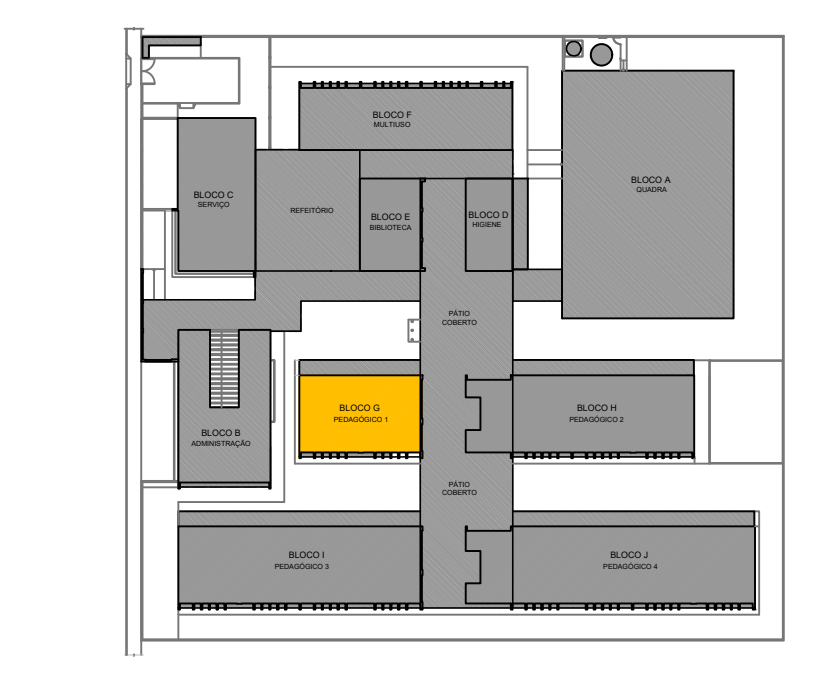 BLOCO F
MULTIUSO
BLOCO A
QUADRA
BLOCO C
SERVIÇO
REFEITÓRIO
BLOCO E
BIBLIOTECA
BLOCO D
HIGIENE
PÁTIO
COBERTO
BLOCO G
PEDAGÓGICO 1
BLOCO H
PEDAGÓGICO 2
BLOCO B
ADMINISTRAÇÃO
PÁTIO
COBERTO
BLOCO I
PEDAGÓGICO 3
BLOCO J
PEDAGÓGICO 4